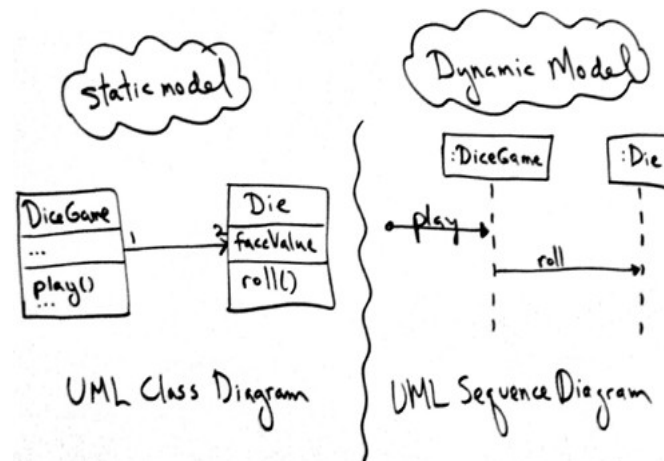 static model
DiceGame
...
play()
...
1
2
Die
faceValue
roll()
UML Class Diagram
Dynamic Model
:DiceGame
:Die
play
roll
UML Sequence Diagram